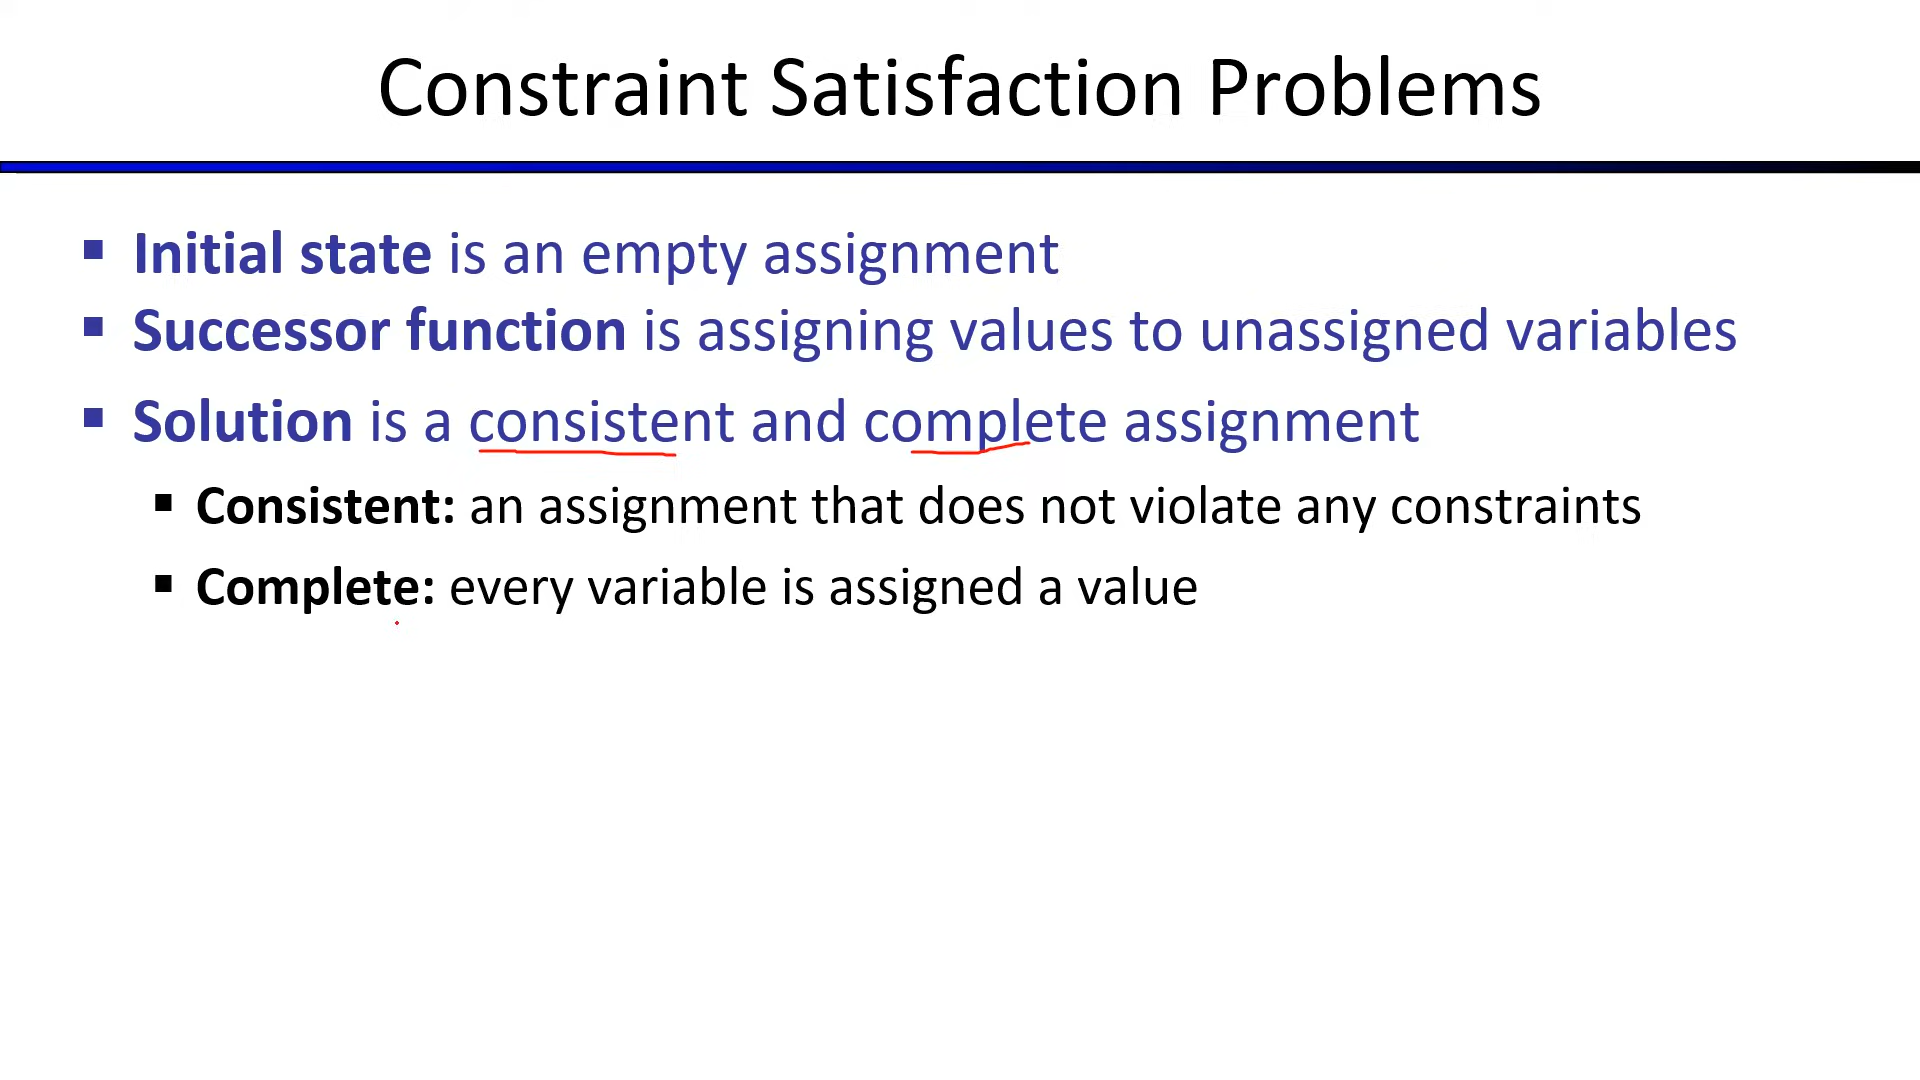 Constraint Satisfaction Problems
▪ Initial state is an empty assignment
▪ Successor function is assigning values to unassigned variables
▪ Solution is a consistent and complete assignment
▪ Consistent: an assignment that does not violate any constraints
▪ Complete: every variable is assigned a value